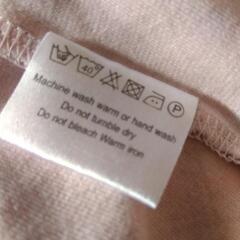 40 P
Machine wash warm or hand wash
Do not tumble dry
Do not bleach Warm iron